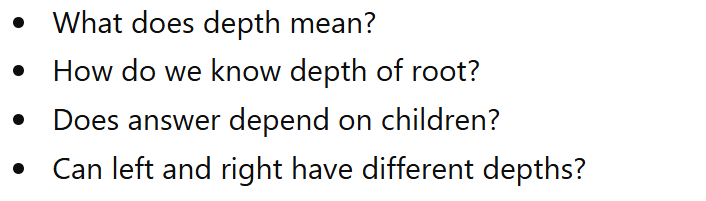 • What does depth mean?
• How do we know depth of root?
• Does answer depend on children?
• Can left and right have different depths?